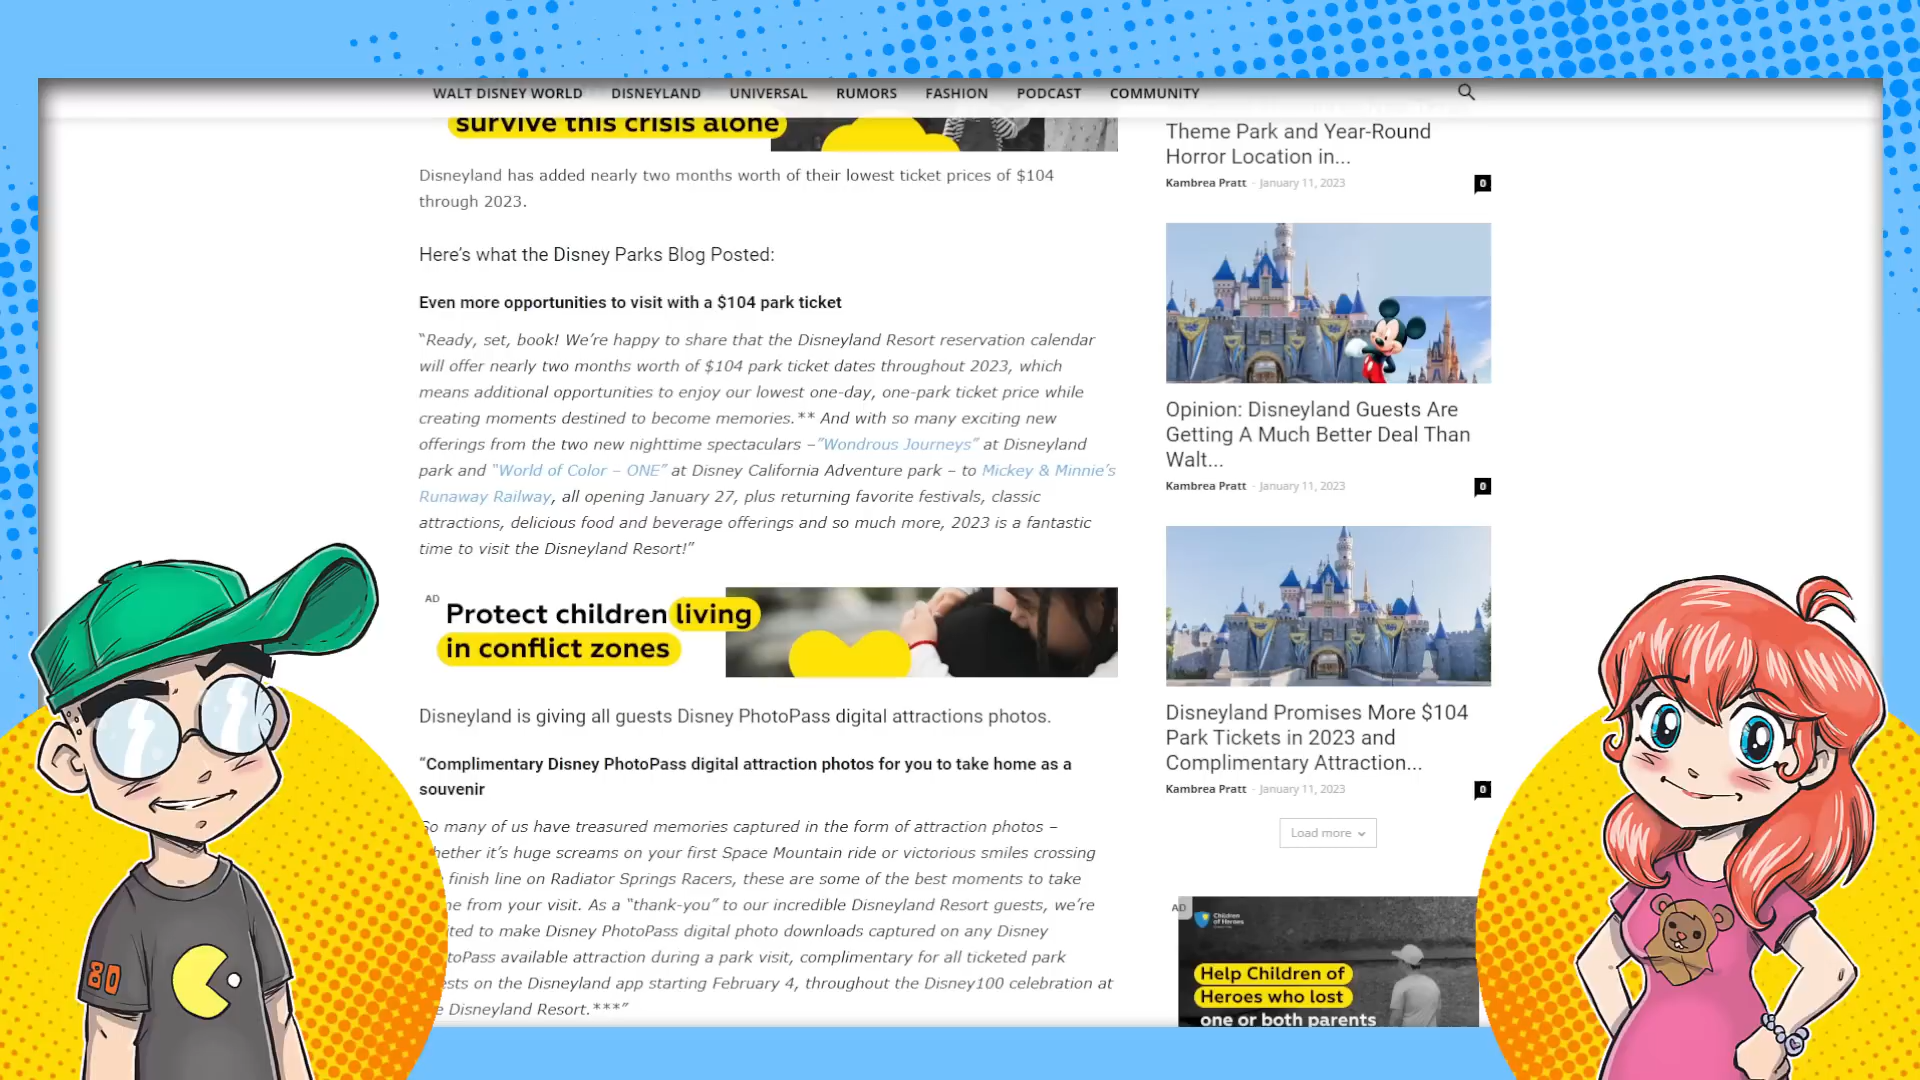 WALT DISNEY WORLD DISNEYLAND UNIVERSAL RUMORS FASHION PODCAST COMMUNITY
survive this crisis alone
Disneyland has added nearly two months worth of their lowest ticket prices of $104
through 2023.
Here's what the Disney Parks Blog Posted:
Even more opportunities to visit with a $104 park ticket
"Ready, set, book! We're happy to share that the Disneyland Resort reservation calendar
will offer nearly two months worth of $104 park ticket dates throughout 2023, which
means additional opportunities to enjoy our lowest one-day, one-park ticket price while
creating moments destined to become memories.** And with so many exciting new
offerings from the two new nighttime spectaculars –"Wondrous Journeys" at Disneyland
park and "World of Color – ONE" at Disney California Adventure park – to Mickey & Minnie's
Runaway Railway, all opening January 27, plus returning favorite festivals, classic
attractions, delicious food and beverage offerings and so much more, 2023 is a fantastic
time to visit the Disneyland Resort!"
AD
Protect children living
in conflict zones
Disneyland is giving all guests Disney PhotoPass digital attractions photos.
"Complimentary Disney PhotoPass digital attraction photos for you to take home as a
souvenir
So many of us have treasured memories captured in the form of attraction photos –
hether it's huge screams on your first Space Mountain ride or victorious smiles crossing
finish line on Radiator Springs Racers, these are some of the best moments to take
me from your visit. As a "thank-you" to our incredible Disneyland Resort guests, we're
ited to make Disney PhotoPass digital photo downloads captured on any Disney
toPass available attraction during a park visit, complimentary for all ticketed park
ests on the Disneyland app starting February 4, throughout the Disney100 celebration at
e Disneyland Resort.***"
Theme Park and Year-Round
Horror Location in...
Kambrea Pratt - January 11, 2023 0
Opinion: Disneyland Guests Are
Getting A Much Better Deal Than
Walt...
Kambrea Pratt - January 11, 2023 0
Disneyland Promises More $104
Park Tickets in 2023 and
Complimentary Attraction...
Kambrea Pratt - January 11, 2023 0
Load more
AD
Children
of Heroes
Help Children of
Heroes who lost
one or both parents
80